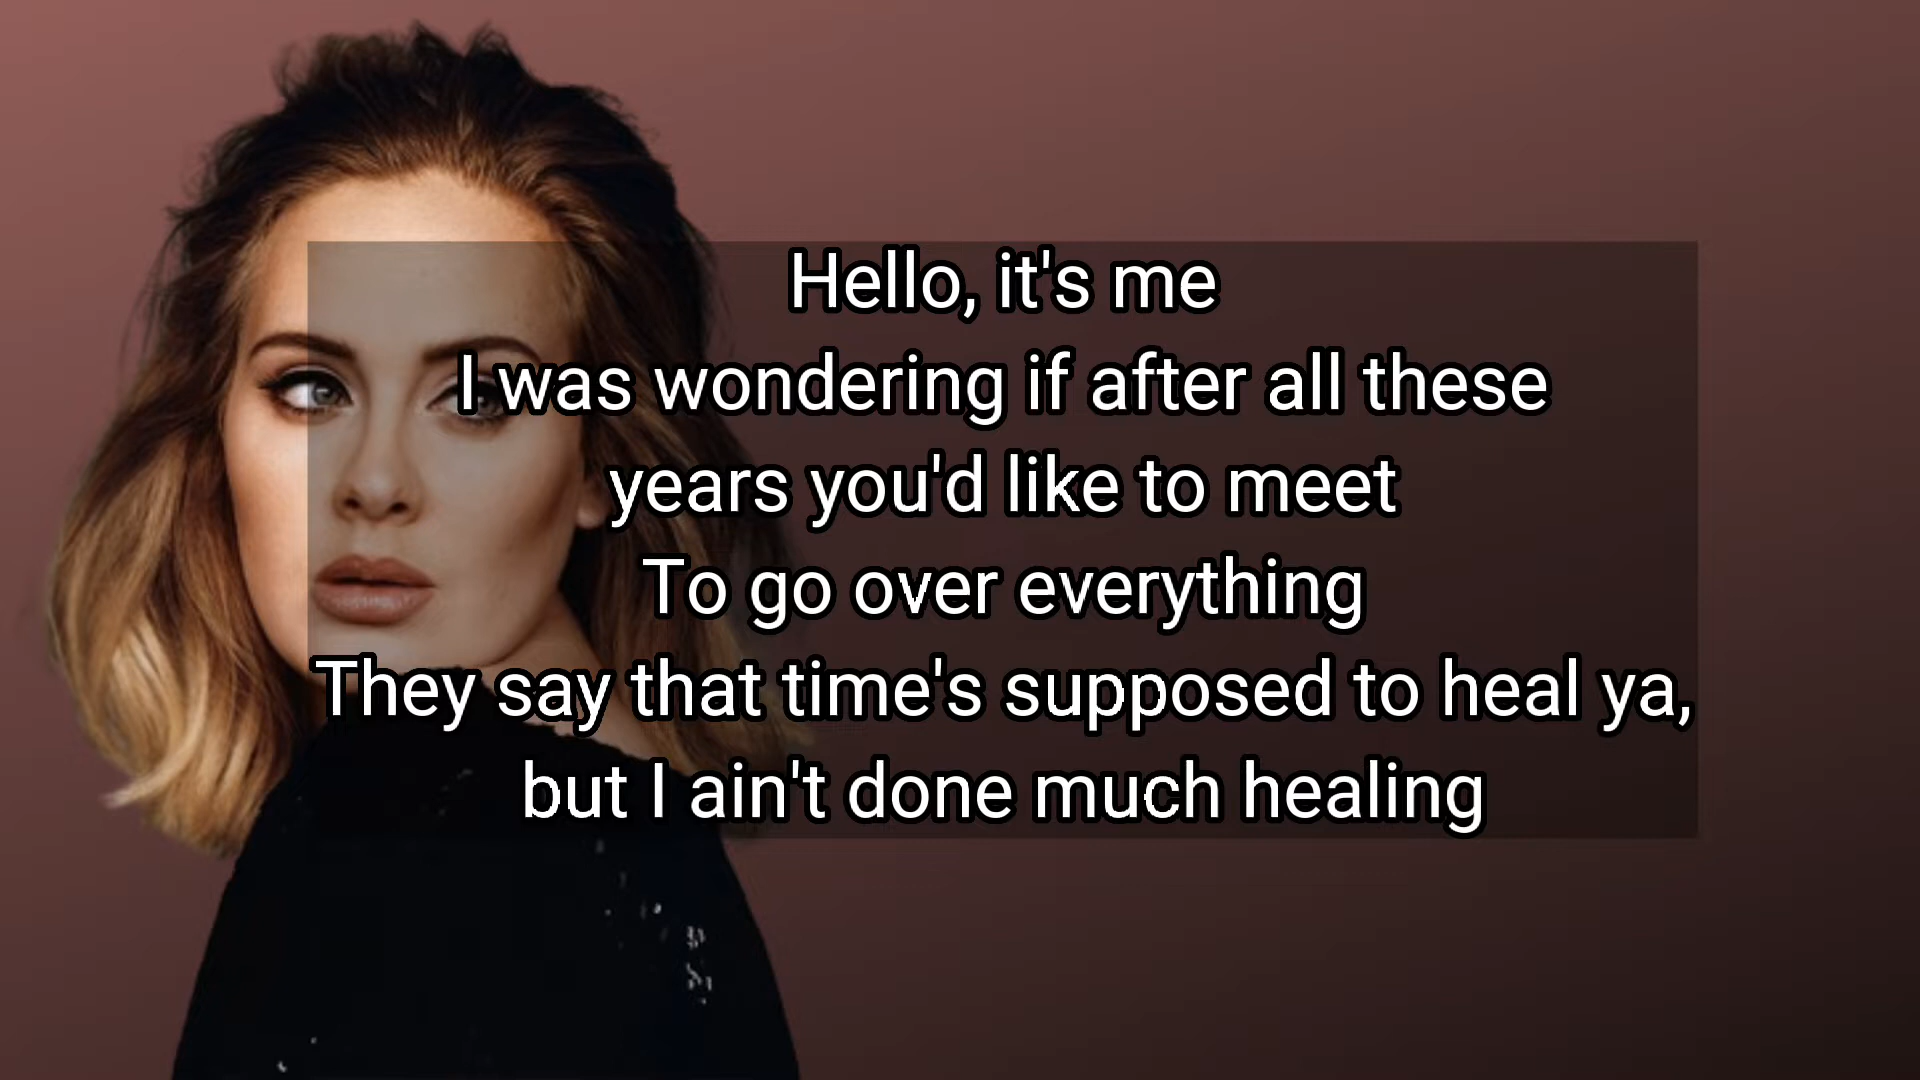 Hello, it's me
I was wondering if after all these
years you'd like to meet
To go over everything
They say that time's supposed to heal ya,
but I ain't done much healing